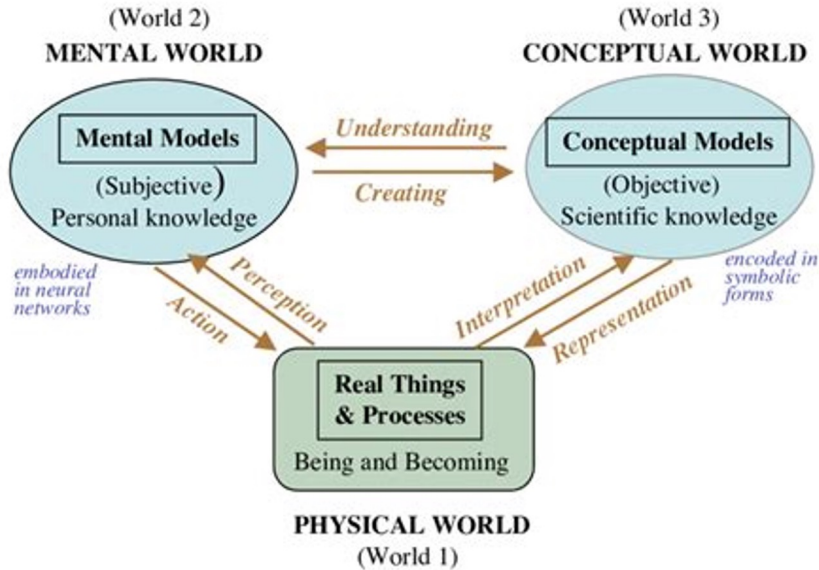 (World 2)
MENTAL WORLD
(World 3)
CONCEPTUAL WORLD
Mental Models
(Subjective)
Personal knowledge
Understanding
Creating
Conceptual Models
(Objective)
Scientific knowledge
embodied
in neural
networks
Action
Perception
Interpretation
Representation
encoded in
symbolic
forms
Real Things
& Processes
Being and Becoming
PHYSICAL WORLD
(World 1)